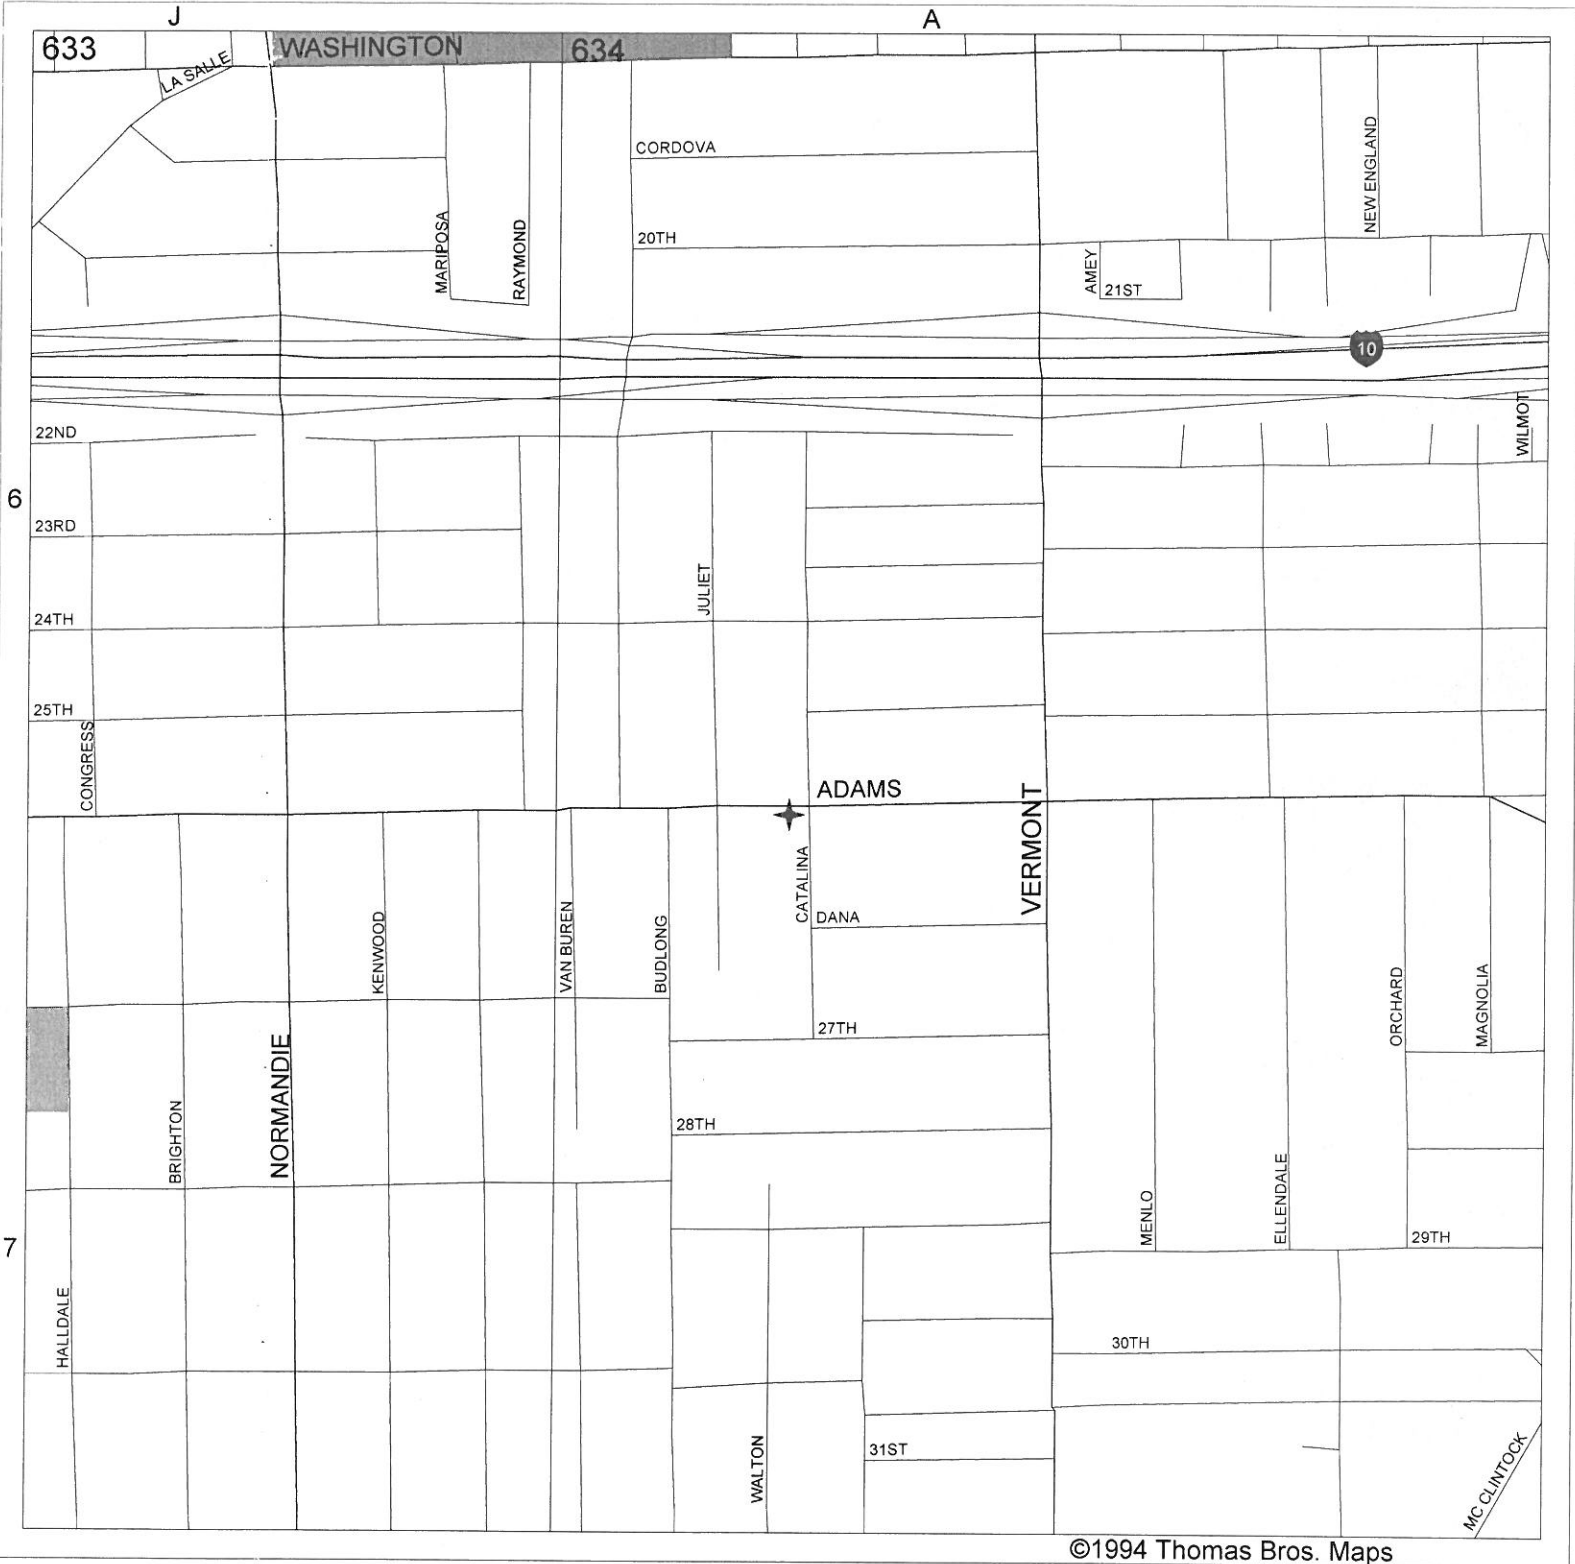 J
A
633
WASHINGTON
634
LA SALLE
CORDOVA
NEW ENGLAND
MARIPOSA
RAYMOND
20TH
AMEY
21ST
10
WILMOT
22ND
6
23RD
JULIET
24TH
25TH
CONGRESS
ADAMS
VERMONT
CATALINA
DANA
KENWOOD
VAN BUREN
BUDLONG
ORCHARD
MAGNOLIA
27TH
NORMANDIE
BRIGHTON
28TH
MENLO
ELLENDALE
29TH
7
HALLDALE
30TH
WALTON
31ST
MC CLINTOCK
©1994 Thomas Bros. Maps